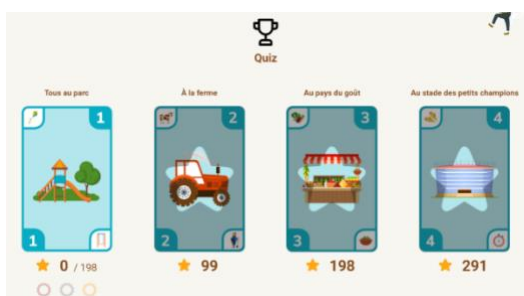 Quiz
Tous au parc
À la ferme
Au pays du goût
Au stade des petits champions
1
2
3
4
1
2
3
4
0 / 198
99
198
291